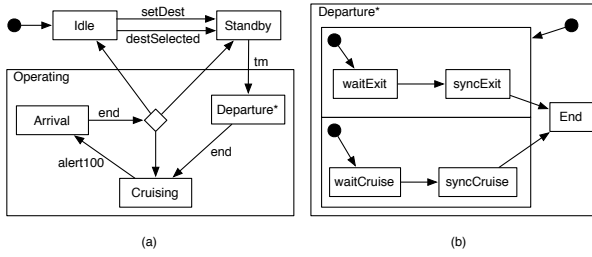 setDest
Idle
Standby
destSelected
tm
Operating
end
Arrival
Departure*
end
alert100
Cruising
(a)
Departure*
waitExit
syncExit
End
waitCruise
syncCruise
(b)